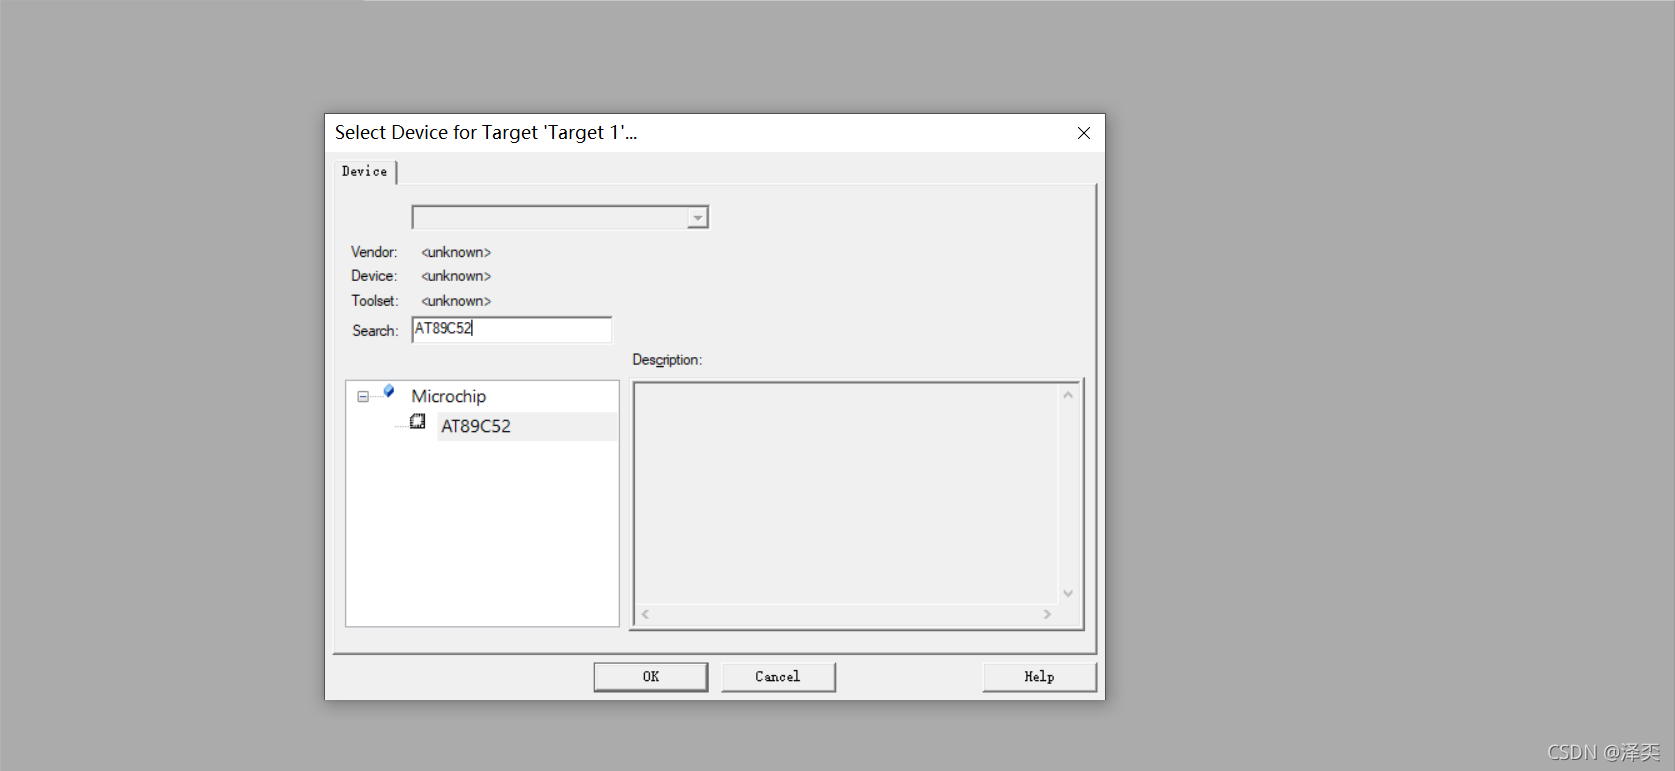 Select Device for Target 'Target 1'...
Device
Vendor: <unknown>
Device: <unknown>
Toolset: <unknown>
Search: AT89C52
Description:
Microchip
AT89C52
OK
Cancel
Help
CSDN @泽奀